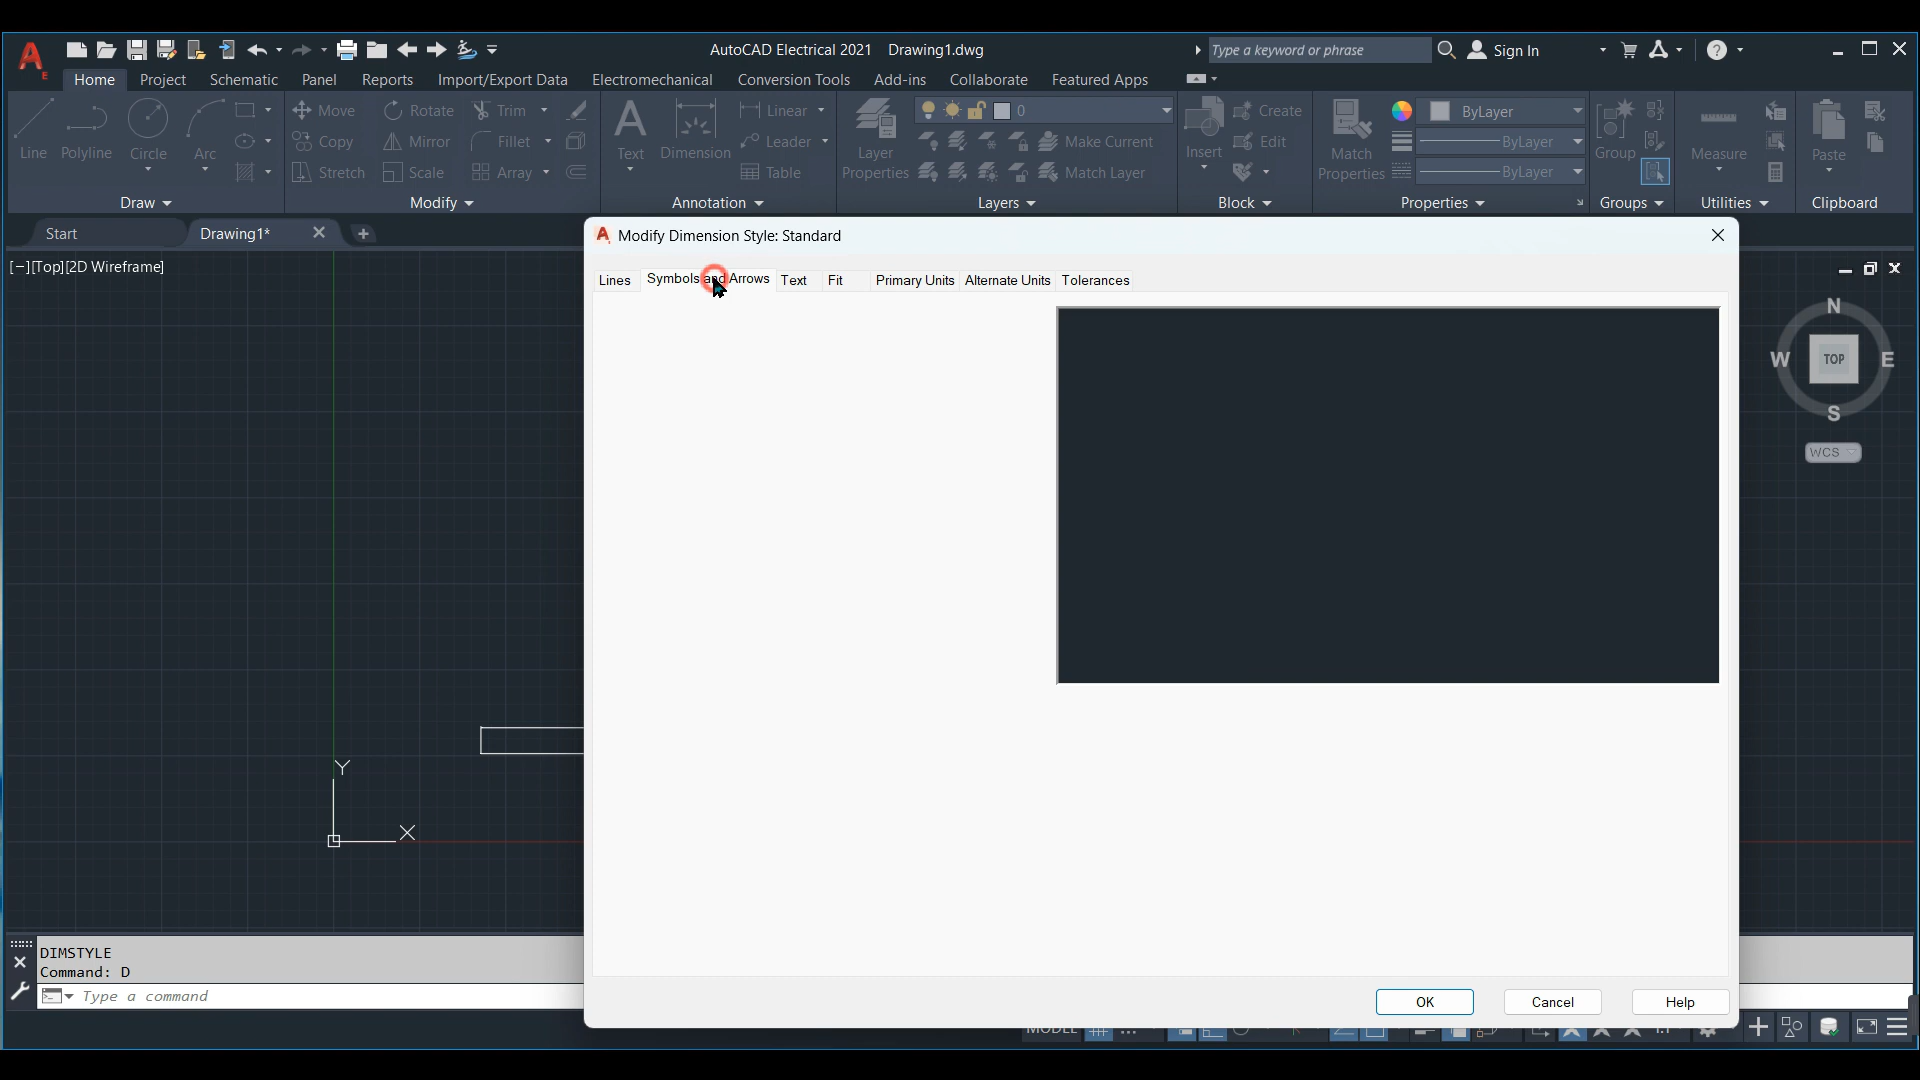 AutoCAD Electrical 2021 Drawing1.dwg
Type a keyword or phrase
Sign In
Home Project Schematic Panel Reports Import/Export Data Electromechanical Conversion Tools Add-ins Collaborate Featured Apps
Line Polyline Circle Arc
Move Rotate Trim
Copy Mirror Fillet
Stretch Scale Array
Text Dimension
Linear
Leader
Table
Layer
Properties
0
Make Current
Match Layer
Insert
Create
Edit
Match
Properties
ByLayer
ByLayer
ByLayer
Group
Measure
Paste
Draw Modify Annotation Layers Block Properties Groups Utilities Clipboard
Start Drawing1*
[−][Top][2D Wireframe]
Modify Dimension Style: Standard
Lines Symbols and Arrows Text Fit Primary Units Alternate Units Tolerances
N
W TOP E
S
WCS
Y
X
DIMSTYLE
Command: D
Type a command
OK Cancel Help
MODEL